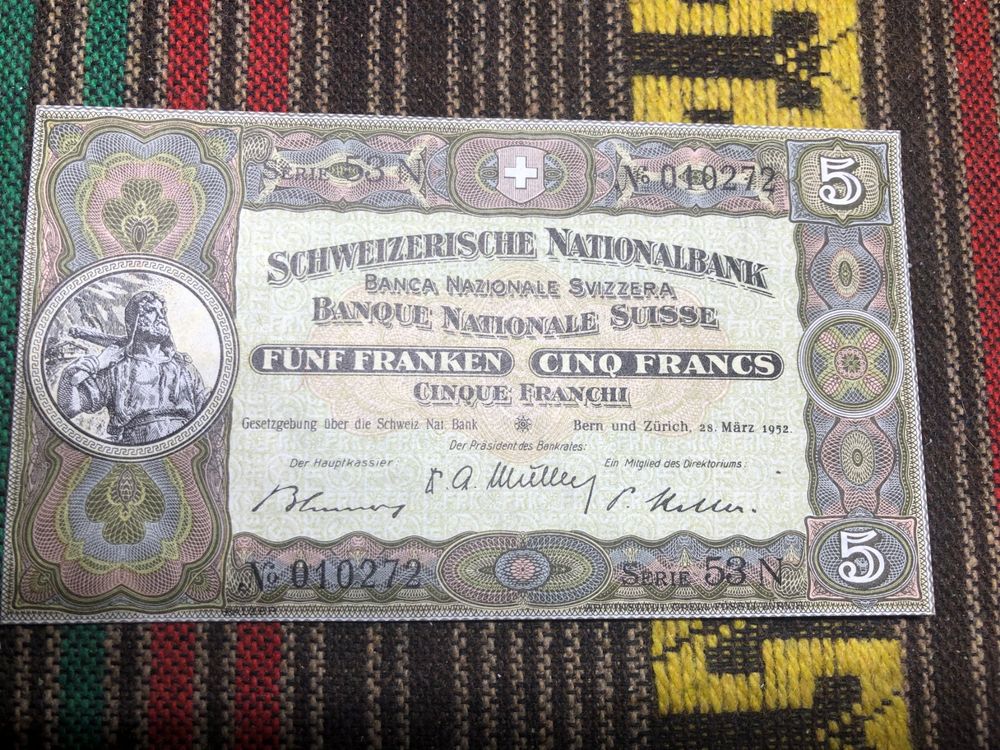 SERIE 53 N
No 010272
5
SCHWEIZERISCHE NATIONALBANK
BANCA NAZIONALE SVIZZERA
BANQUE NATIONALE SUISSE
FÜNF FRANKEN CINQ FRANCS
CINQUE FRANCHI
Gesetzgebung über die Schweiz Nat. Bank
Bern und Zürich, 28. März 1952.
Der Präsident des Bankrates:
Der Hauptkassier:
Ein Mitglied des Direktoriums:
No 010272
SERIE 53 N
5
BALZER